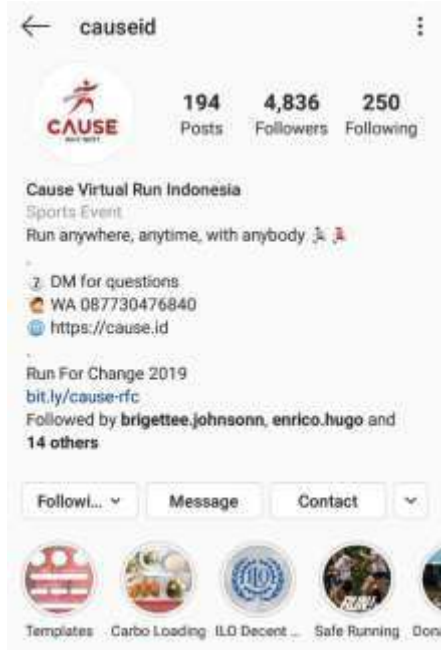 causeid
194 4,836 250
Posts Followers Following
CAUSE
Cause Virtual Run Indonesia
Sports Event
Run anywhere, anytime, with anybody
.
DM for questions
WA 087730476840
https://cause.id
.
Run For Change 2019
bit.ly/cause-rfc
Followed by brigettee.johnsonn, enrico.hugo and
14 others
Followi... Message Contact
ILO
Templates Carbo Loading ILO Decent ... Safe Running Dona